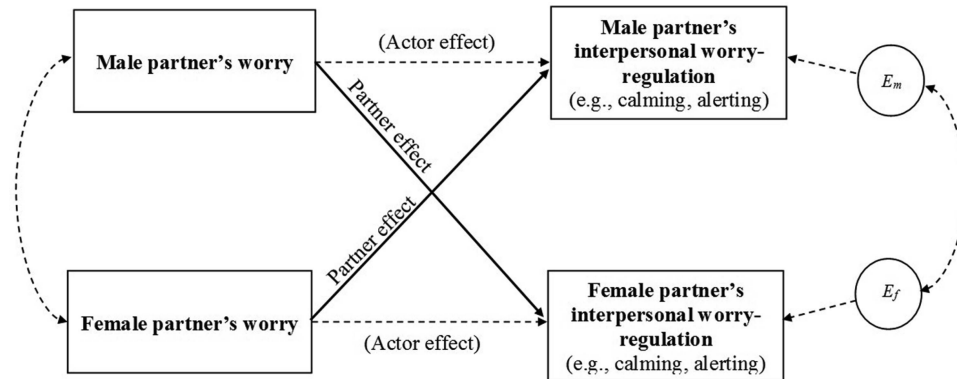 Male partner’s worry
(Actor effect)
Male partner’s
interpersonal worry-
regulation
(e.g., calming, alerting)
E_m
Partner effect
Partner effect
Female partner’s worry
(Actor effect)
Female partner’s
interpersonal worry-
regulation
(e.g., calming, alerting)
E_f